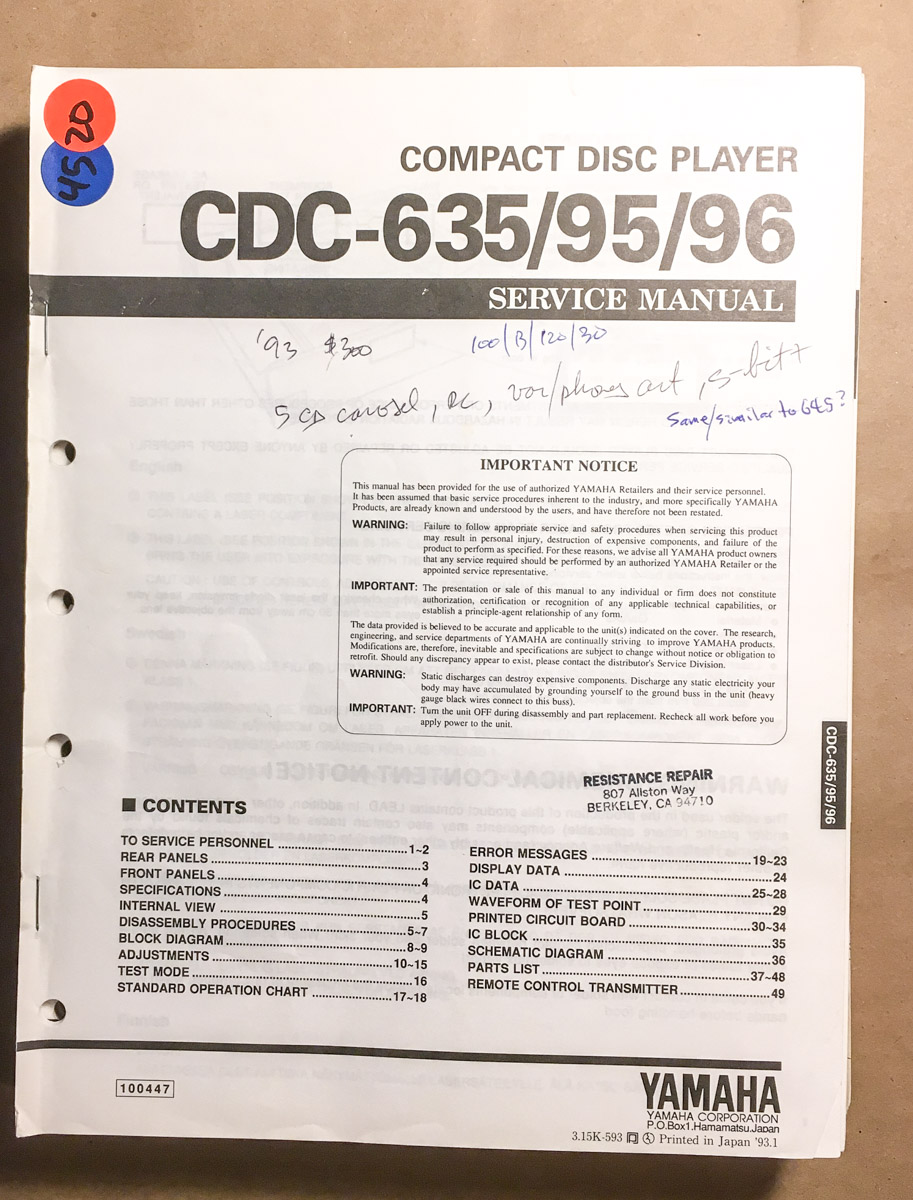 20
45
COMPACT DISC PLAYER
CDC-635/95/96
SERVICE MANUAL
'93 $300
100/B/120/30
5 CD carosel, RC, var/phones out, s-bit+
Same/similar to 645?
IMPORTANT NOTICE
This manual has been provided for the use of authorized YAMAHA Retailers and their service personnel.
It has been assumed that basic service procedures inherent to the industry, and more specifically YAMAHA
Products, are already known and understood by the users, and have therefore not been restated.
WARNING: Failure to follow appropriate service and safety procedures when servicing this product
may result in personal injury, destruction of expensive components, and failure of the
product to perform as specified. For these reasons, we advise all YAMAHA product owners
that any service required should be performed by an authorized YAMAHA Retailer or the
appointed service representative.
IMPORTANT: The presentation or sale of this manual to any individual or firm does not constitute
authorization, certification or recognition of any applicable technical capabilities, or
establish a principle-agent relationship of any form.
The data provided is believed to be accurate and applicable to the unit(s) indicated on the cover. The research,
engineering, and service departments of YAMAHA are continually striving to improve YAMAHA products.
Modifications are, therefore, inevitable and specifications are subject to change without notice or obligation to
retrofit. Should any discrepancy appear to exist, please contact the distributor's Service Division.
WARNING: Static discharges can destroy expensive components. Discharge any static electricity your
body may have accumulated by grounding yourself to the ground buss in the unit (heavy
gauge black wires connect to this buss).
IMPORTANT: Turn the unit OFF during disassembly and part replacement. Recheck all work before you
apply power to the unit.
CDC-635/95/96
RESISTANCE REPAIR
807 Allston Way
BERKELEY, CA 94710
■ CONTENTS
TO SERVICE PERSONNEL ........ 1~2
REAR PANELS ........ 3
FRONT PANELS ........ 4
SPECIFICATIONS ........ 4
INTERNAL VIEW ........ 5
DISASSEMBLY PROCEDURES ........ 5~7
BLOCK DIAGRAM ........ 8~9
ADJUSTMENTS ........ 10~15
TEST MODE ........ 16
STANDARD OPERATION CHART ........ 17~18
ERROR MESSAGES ........ 19~23
DISPLAY DATA ........ 24
IC DATA ........ 25~28
WAVEFORM OF TEST POINT ........ 29
PRINTED CIRCUIT BOARD ........ 30~34
IC BLOCK ........ 35
SCHEMATIC DIAGRAM ........ 36
PARTS LIST ........ 37~48
REMOTE CONTROL TRANSMITTER ........ 49
100447
YAMAHA
YAMAHA CORPORATION
P.O.Box1.Hamamatsu.Japan
3.15K-593 Printed in Japan '93.1